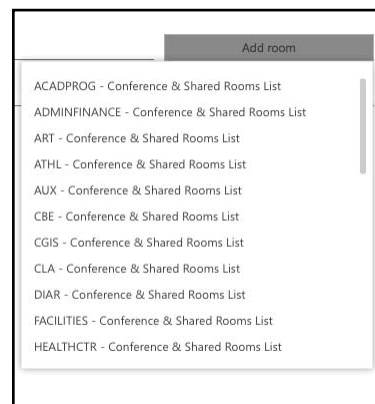 Add room
ACADPROG - Conference & Shared Rooms List
ADMINFINANCE - Conference & Shared Rooms List
ART - Conference & Shared Rooms List
ATHL - Conference & Shared Rooms List
AUX - Conference & Shared Rooms List
CBE - Conference & Shared Rooms List
CGIS - Conference & Shared Rooms List
CLA - Conference & Shared Rooms List
DIAR - Conference & Shared Rooms List
FACILITIES - Conference & Shared Rooms List
HEALTHCTR - Conference & Shared Rooms List